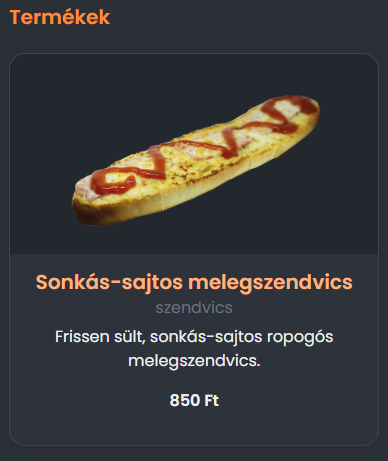 Termékek
Sonkás-sajtos melegszendvics
szendvics
Frissen sült, sonkás-sajtos ropogós
melegszendvics.
850 Ft